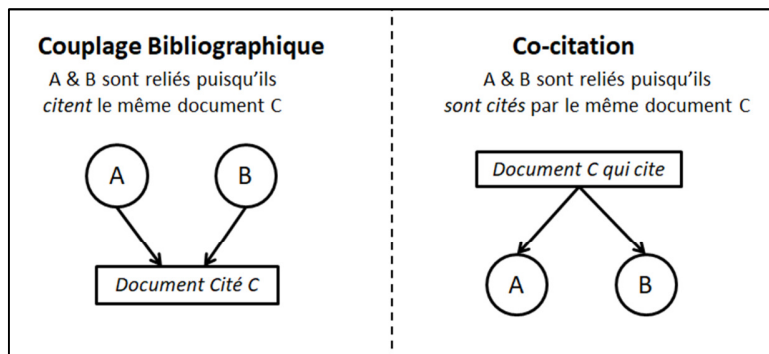 Couplage Bibliographique
A & B sont reliés puisqu'ils
citent le même document C
A
B
Document Cité C
Co-citation
A & B sont reliés puisqu'ils
sont cités par le même document C
Document C qui cite
A
B